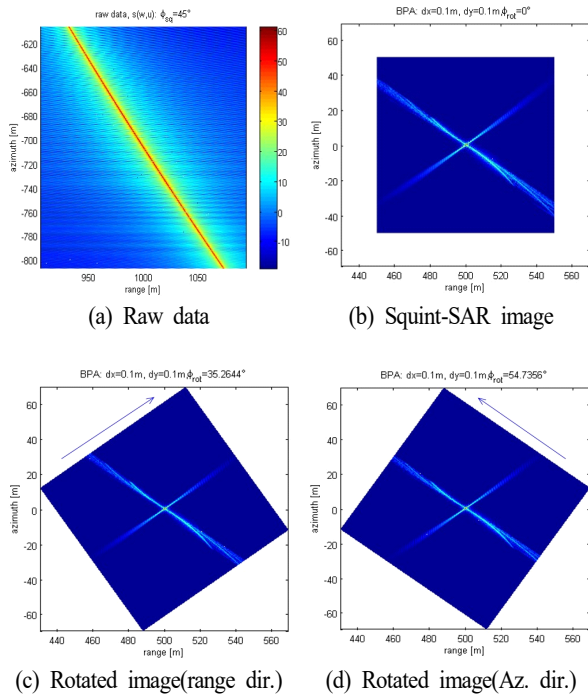 raw data, s(w,u): ϕsq=45°
azimuth [m]
-620
-640
-660
-680
-700
-720
-740
-760
-780
-800
950
1000
1050
range [m]
60
50
40
30
20
10
0
-10
(a) Raw data
BPA: dx=0.1m, dy=0.1m,ϕrot=0°
azimuth [m]
60
40
20
0
-20
-40
-60
440 460 480 500 520 540 560
range [m]
(b) Squint-SAR image
BPA: dx=0.1m, dy=0.1m,ϕrot=35.2644°
azimuth [m]
60
40
20
0
-20
-40
-60
440 460 480 500 520 540 560
range [m]
(c) Rotated image(range dir.)
BPA: dx=0.1m, dy=0.1m,ϕrot=54.7356°
azimuth [m]
60
40
20
0
-20
-40
-60
440 460 480 500 520 540 560
range [m]
(d) Rotated image(Az. dir.)